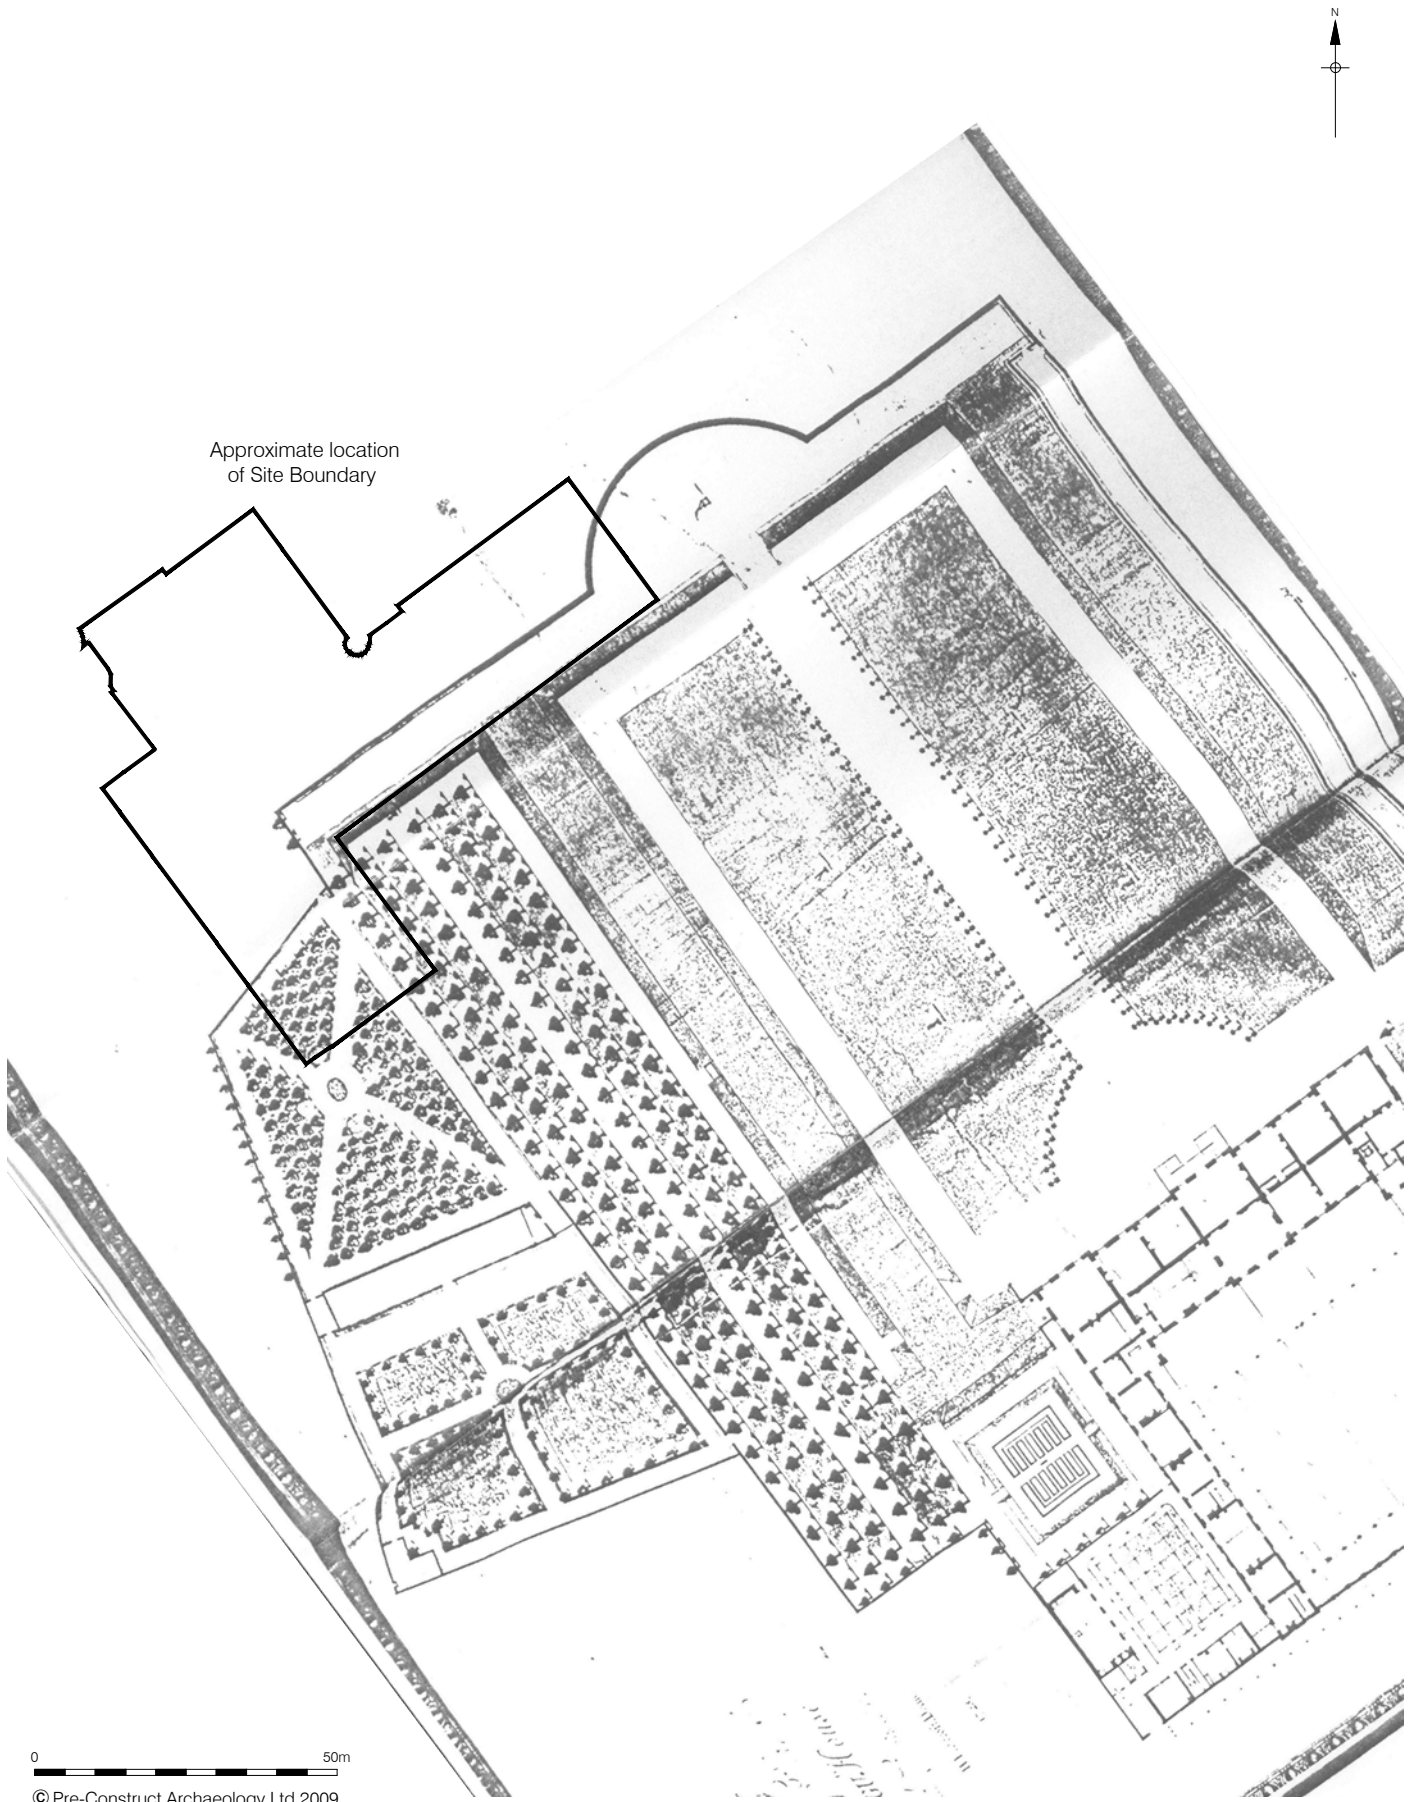 N
Approximate location
of Site Boundary
0 50m
© Pre-Construct Archaeology Ltd 2009